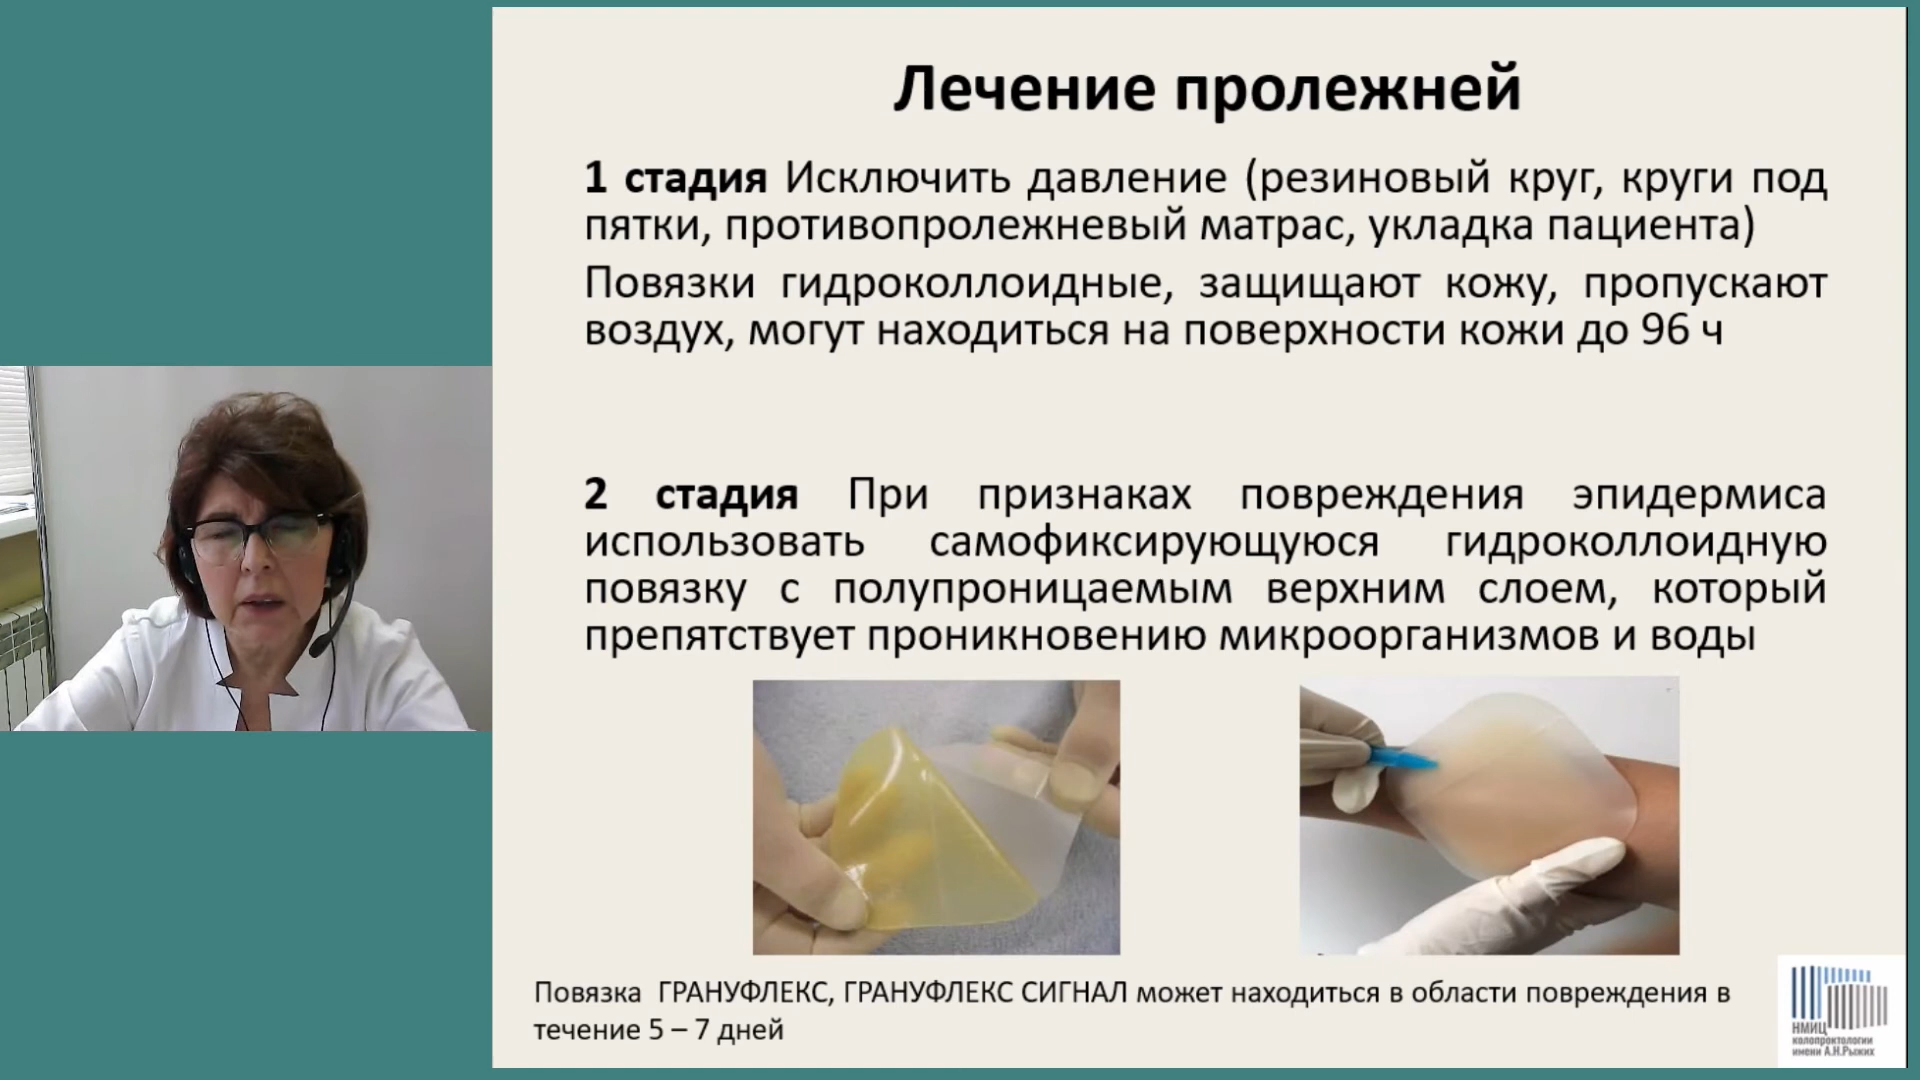 Лечение пролежней
1 стадия Исключить давление (резиновый круг, круги под
пятки, противопролежневый матрас, укладка пациента)
Повязки гидроколлоидные, защищают кожу, пропускают
воздух, могут находиться на поверхности кожи до 96 ч
2 стадия При признаках повреждения эпидермиса
использовать самофиксирующуюся гидроколлоидную
повязку с полупроницаемым верхним слоем, который
препятствует проникновению микроорганизмов и воды
Повязка ГРАНУФЛЕКС, ГРАНУФЛЕКС СИГНАЛ может находиться в области повреждения в
течение 5 – 7 дней
НМИЦ
колопроктологии
имени А.Н.Рыжих